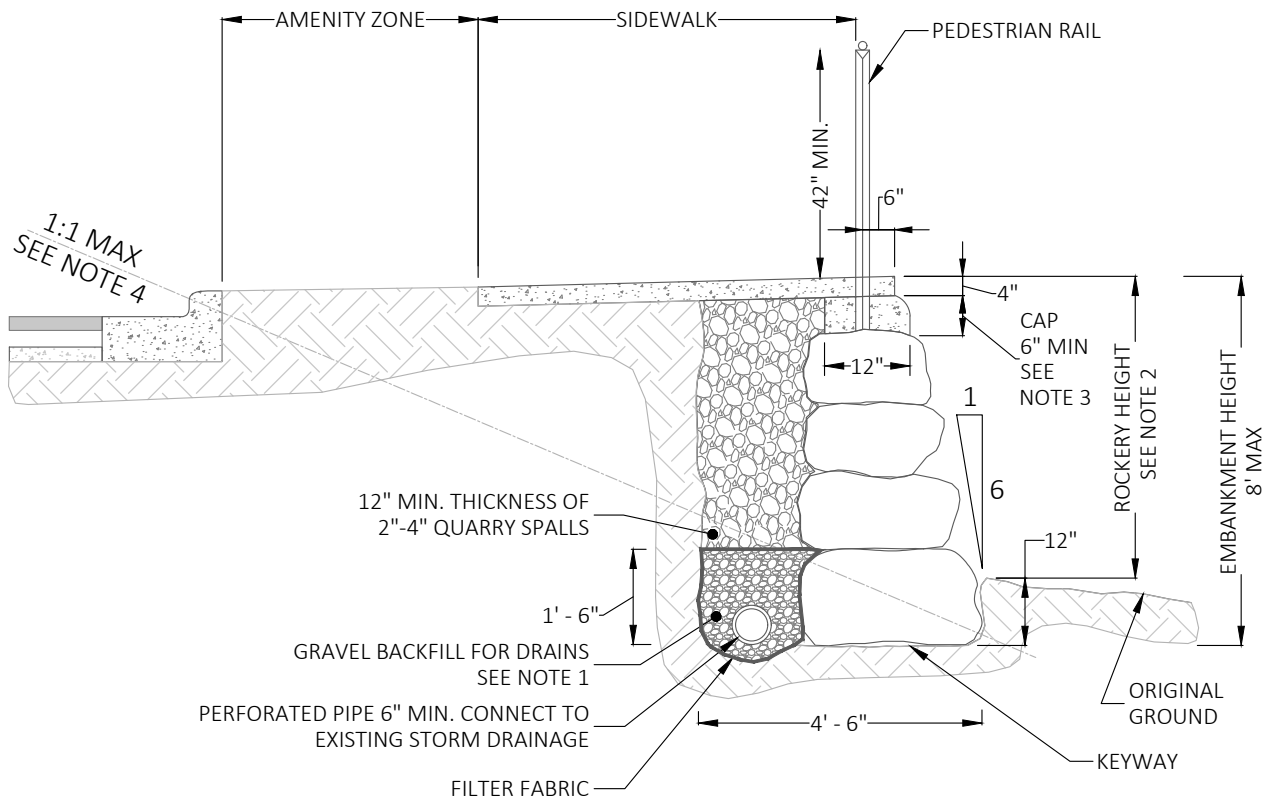 AMENITY ZONE
SIDEWALK
PEDESTRIAN RAIL
42" MIN.
6"
1:1 MAX
SEE NOTE 4
4"
CAP
6" MIN
SEE
NOTE 3
12"
ROCKERY HEIGHT
SEE NOTE 2
EMBANKMENT HEIGHT
8' MAX
1
6
12" MIN. THICKNESS OF
2"-4" QUARRY SPALLS
12"
1' - 6"
GRAVEL BACKFILL FOR DRAINS
SEE NOTE 1
PERFORATED PIPE 6" MIN. CONNECT TO
EXISTING STORM DRAINAGE
4' - 6"
ORIGINAL
GROUND
KEYWAY
FILTER FABRIC